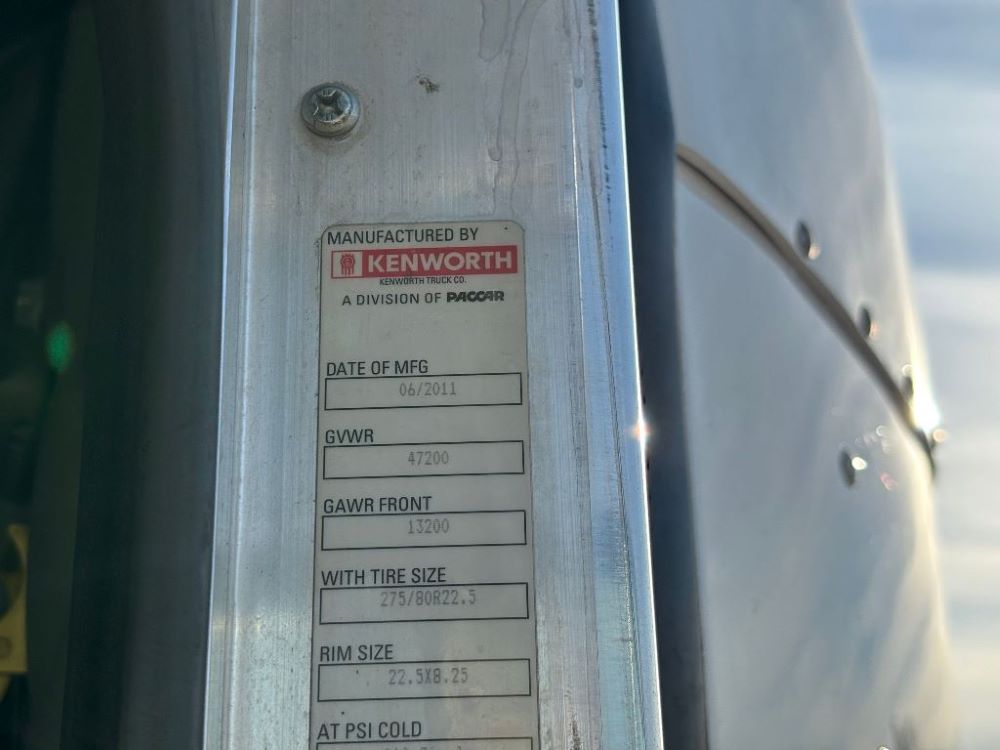 MANUFACTURED BY
KENWORTH
KENWORTH TRUCK CO.
A DIVISION OF PACCAR
DATE OF MFG
06/2011
GVWR
47200
GAWR FRONT
13200
WITH TIRE SIZE
275/80R22.5
RIM SIZE
22.5X8.25
AT PSI COLD